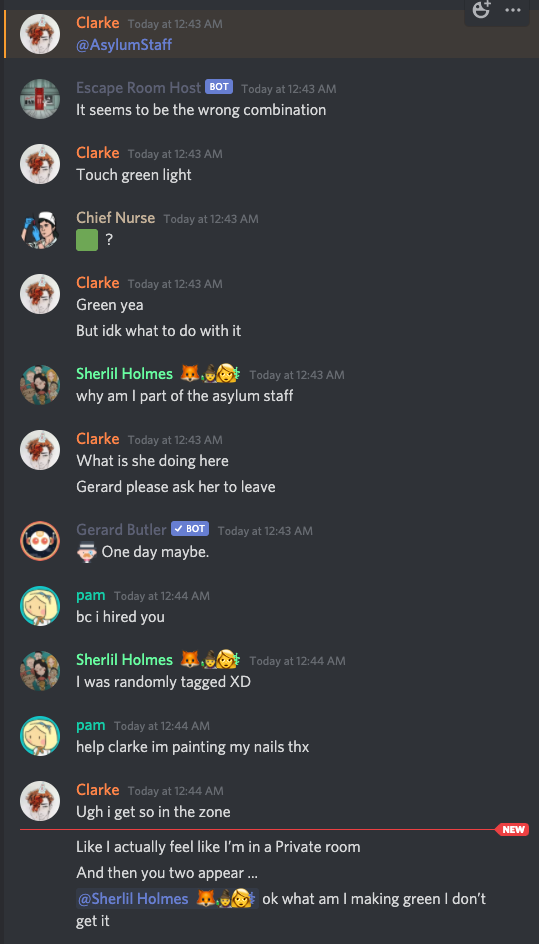 Clarke Today at 12:43 AM
@AsylumStaff
Escape Room Host BOT Today at 12:43 AM
It seems to be the wrong combination
Clarke Today at 12:43 AM
Touch green light
Chief Nurse Today at 12:43 AM
🟩 ?
Clarke Today at 12:43 AM
Green yea
But idk what to do with it
Sherlil Holmes Today at 12:43 AM
why am I part of the asylum staff
Clarke Today at 12:43 AM
What is she doing here
Gerard please ask her to leave
Gerard Butler ✓ BOT Today at 12:43 AM
One day maybe.
pam Today at 12:44 AM
bc i hired you
Sherlil Holmes Today at 12:44 AM
I was randomly tagged XD
pam Today at 12:44 AM
help clarke im painting my nails thx
Clarke Today at 12:44 AM
Ugh i get so in the zone
NEW
Like I actually feel like I'm in a Private room
And then you two appear ...
@Sherlil Holmes ok what am I making green I don't
get it